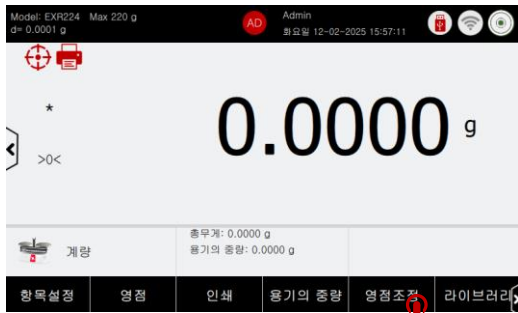 Model: EXR224 Max 220 g
d= 0.0001 g
AD
Admin
화요일 12-02-2025 15:57:11
*
>0<
0.0000 g
계량
총무게: 0.0000 g
용기의 중량: 0.0000 g
항목설정 영점 인쇄 용기의 중량 영점조정 라이브러리